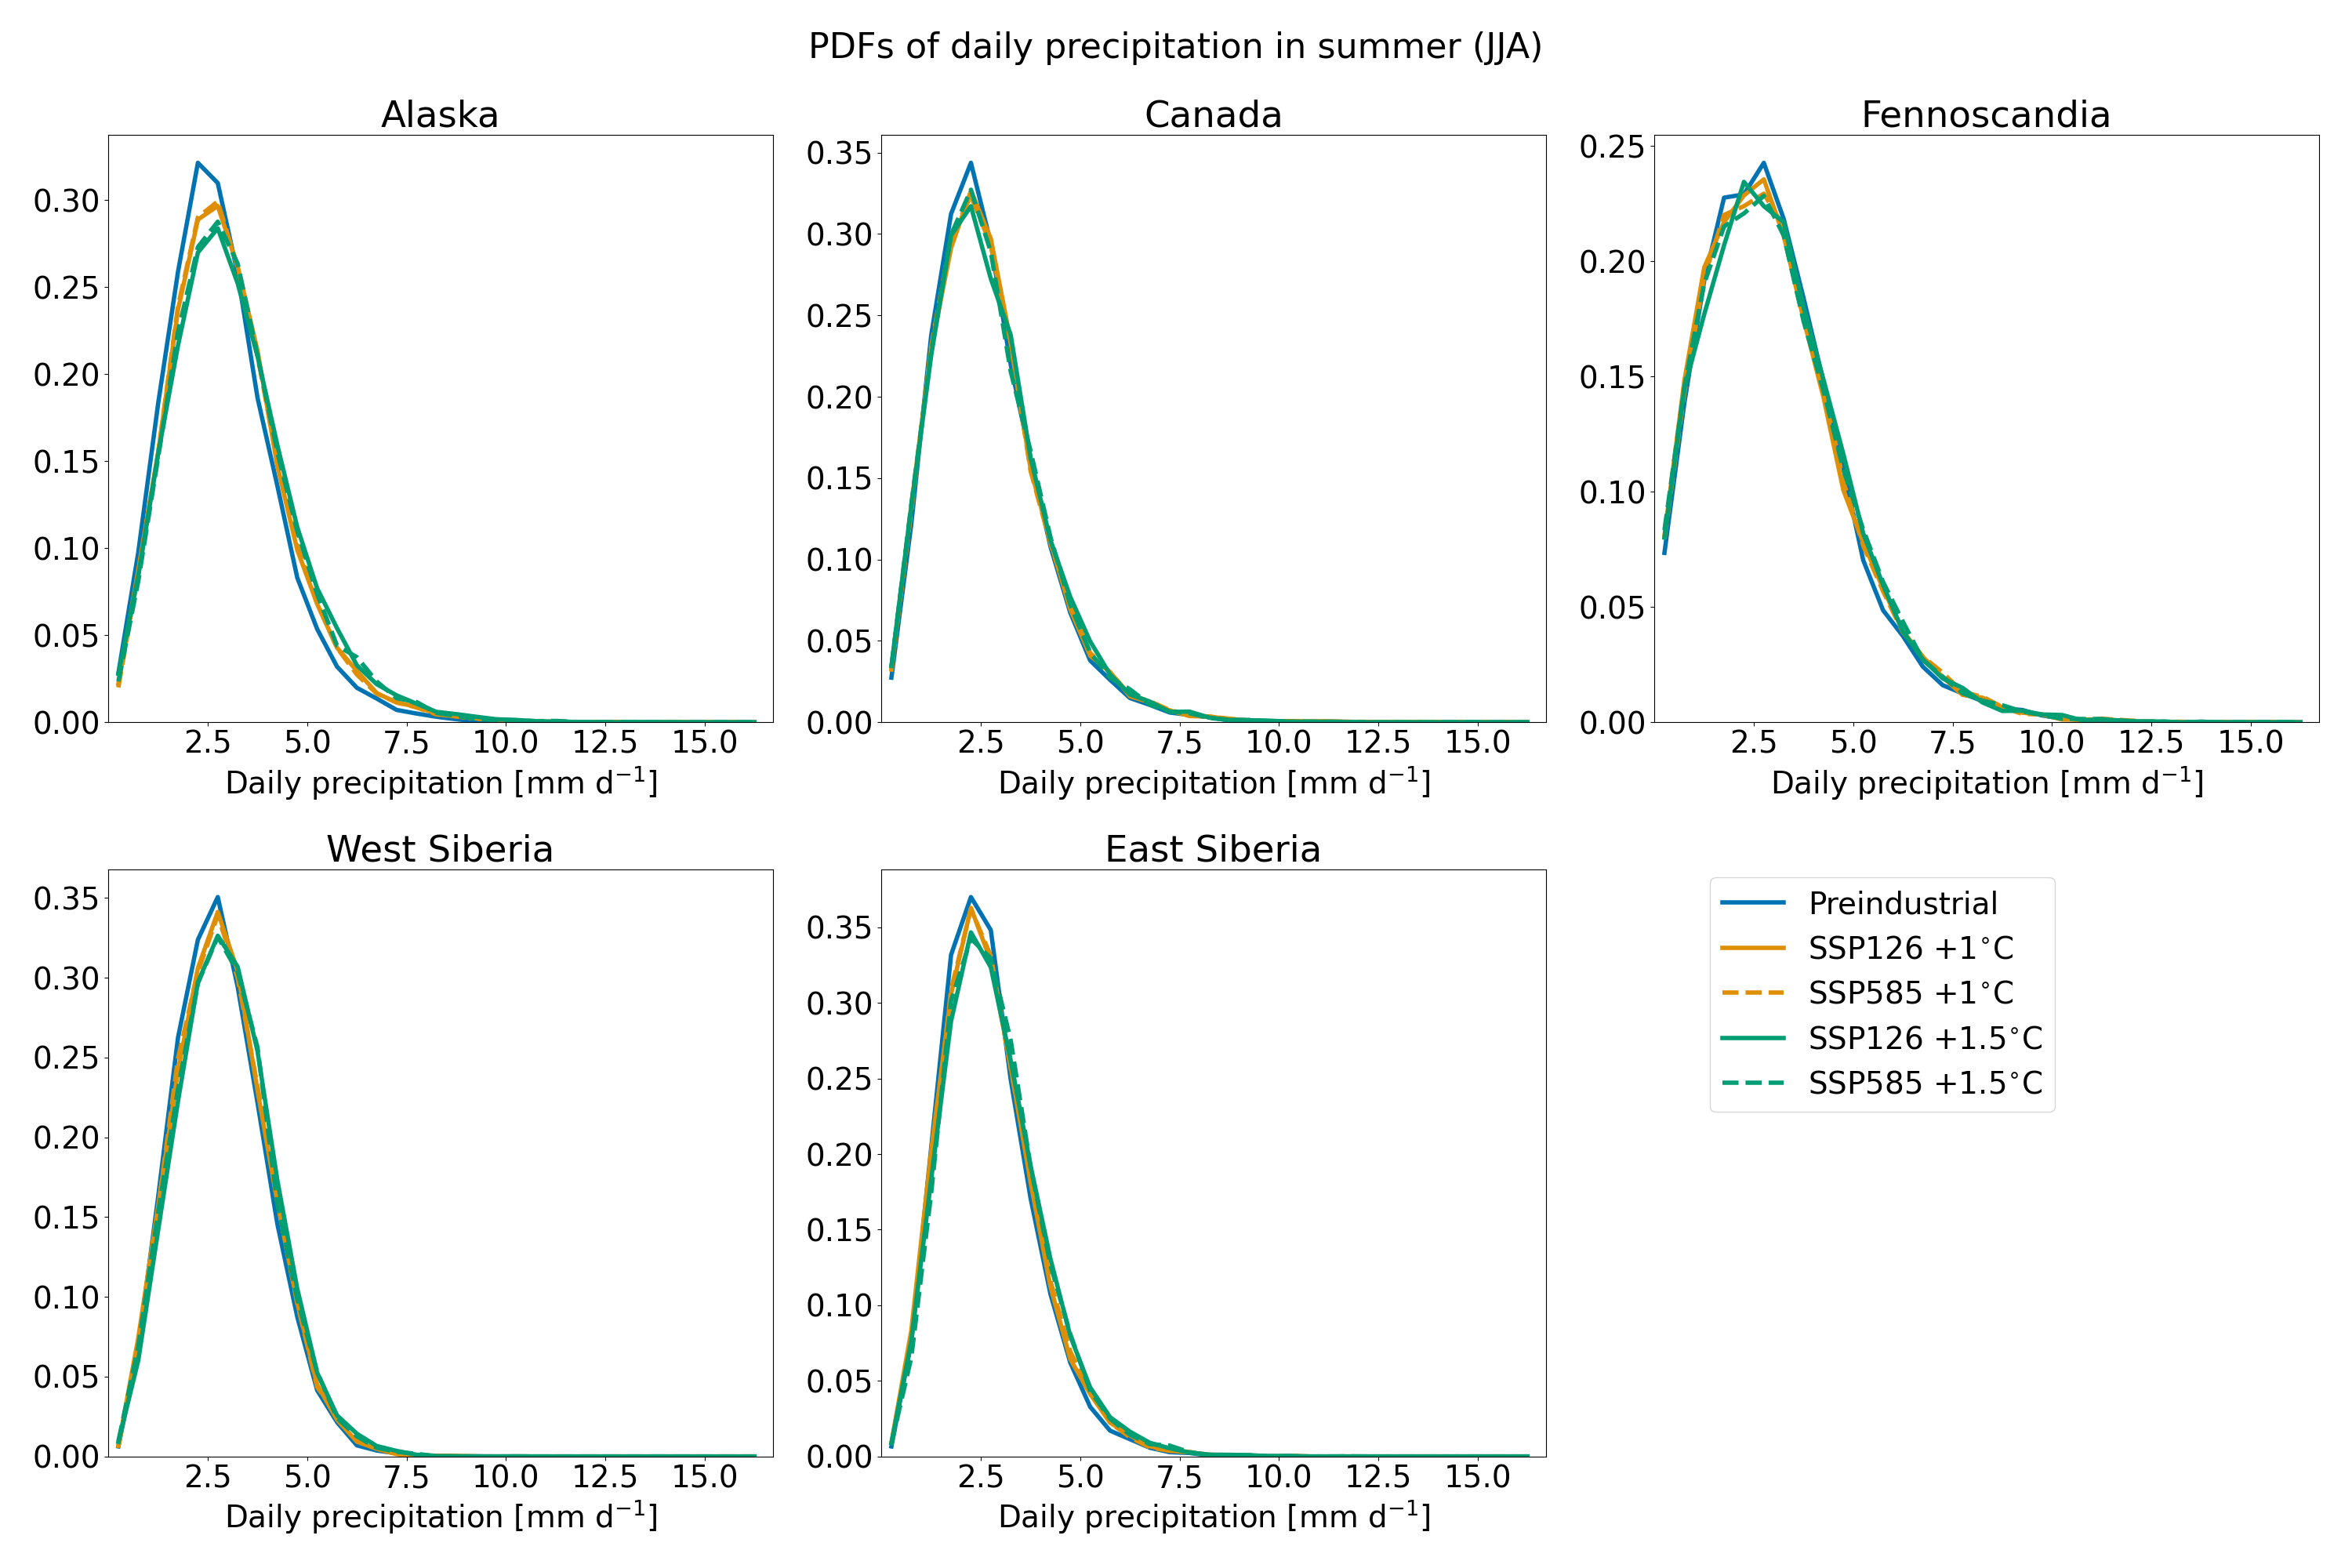 PDFs of daily precipitation in summer (JJA)
Alaska
0.30
0.25
0.20
0.15
0.10
0.05
0.00
2.5 5.0 7.5 10.0 12.5 15.0
Daily precipitation [mm d⁻¹]
Canada
0.35
0.30
0.25
0.20
0.15
0.10
0.05
0.00
2.5 5.0 7.5 10.0 12.5 15.0
Daily precipitation [mm d⁻¹]
Fennoscandia
0.25
0.20
0.15
0.10
0.05
0.00
2.5 5.0 7.5 10.0 12.5 15.0
Daily precipitation [mm d⁻¹]
West Siberia
0.35
0.30
0.25
0.20
0.15
0.10
0.05
0.00
2.5 5.0 7.5 10.0 12.5 15.0
Daily precipitation [mm d⁻¹]
East Siberia
0.35
0.30
0.25
0.20
0.15
0.10
0.05
0.00
2.5 5.0 7.5 10.0 12.5 15.0
Daily precipitation [mm d⁻¹]
Preindustrial
SSP126 +1°C
SSP585 +1°C
SSP126 +1.5°C
SSP585 +1.5°C